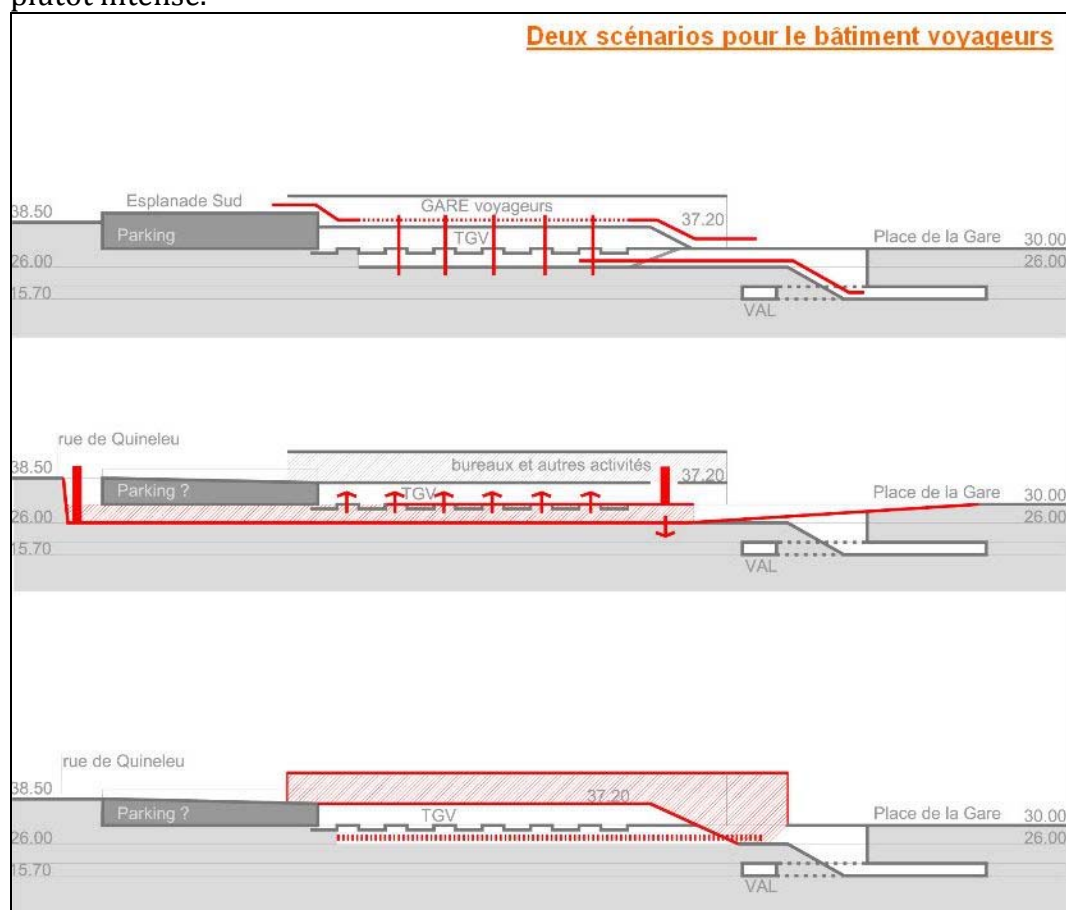 plutôt intense.
Deux scénarios pour le bâtiment voyageurs
Esplanade Sud
38.50
GARE voyageurs
37.20
Parking
TGV
Place de la Gare 30.00
26.00
26.00
15.70
VAL
rue de Quineleu
38.50
bureaux et autres activités
37.20
Parking ?
TGV
Place de la Gare 30.00
26.00
26.00
15.70
VAL
rue de Quineleu
38.50
37.20
Parking ?
TGV
Place de la Gare 30.00
26.00
26.00
15.70
VAL